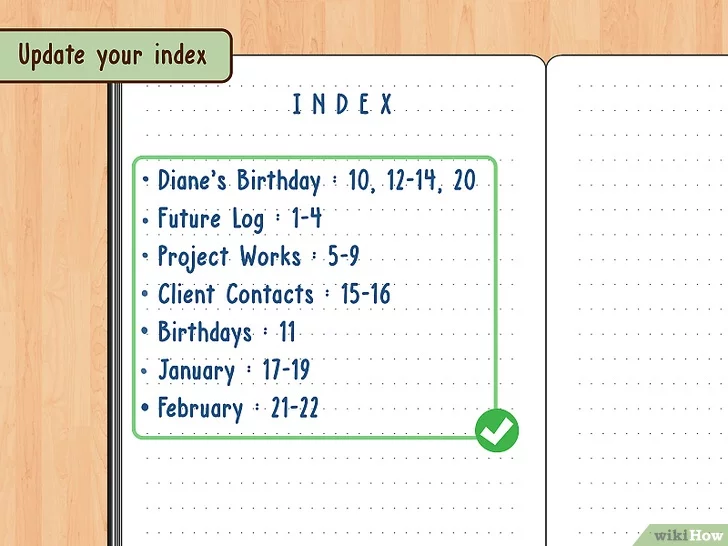 Update your index
INDEX
• Diane's Birthday : 10, 12-14, 20
• Future Log : 1-4
• Project Works : 5-9
• Client Contacts : 15-16
• Birthdays : 11
• January : 17-19
• February : 21-22
wikiHow